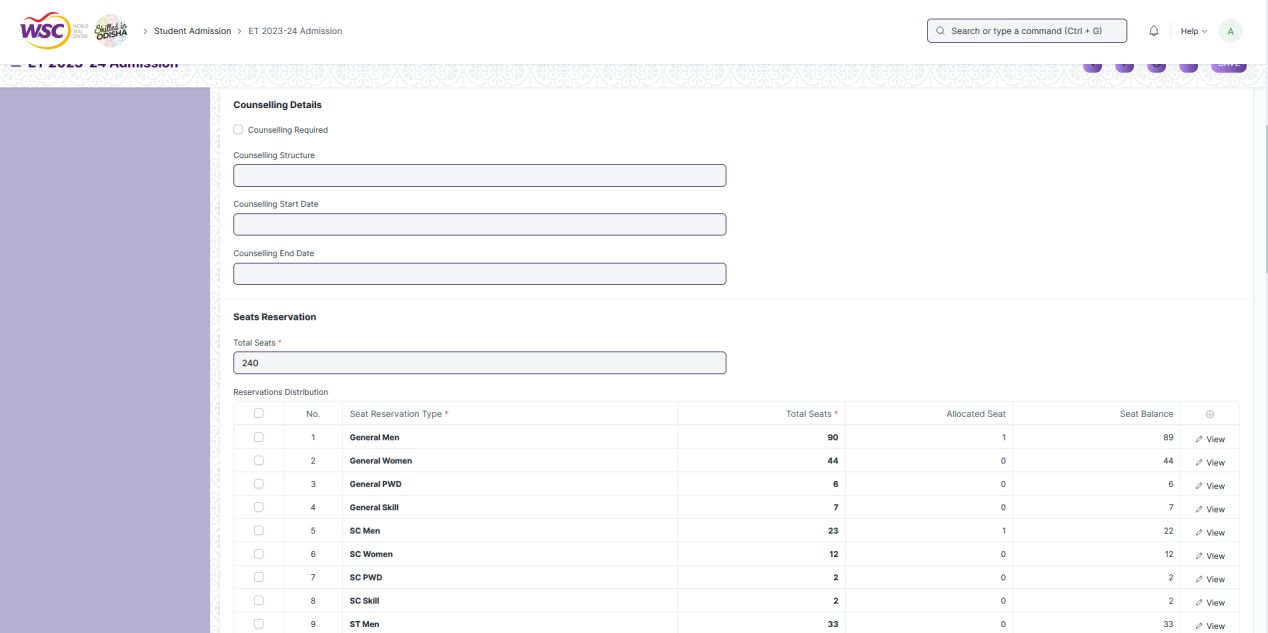 WSC WORLD SKILL CENTER Skilled in ODISHA > Student Admission > ET 2023-24 Admission Search or type a command (Ctrl + G) Help A
ET 2023-24 Admission SAVE
Counselling Details
Counselling Required
Counselling Structure
Counselling Start Date
Counselling End Date
Seats Reservation
Total Seats *
240
Reservations Distribution
No. Seat Reservation Type * Total Seats * Allocated Seat Seat Balance
1 General Men 90 1 89 View
2 General Women 44 0 44 View
3 General PWD 6 0 6 View
4 General Skill 7 0 7 View
5 SC Men 23 1 22 View
6 SC Women 12 0 12 View
7 SC PWD 2 0 2 View
8 SC Skill 2 0 2 View
9 ST Men 33 0 33 View